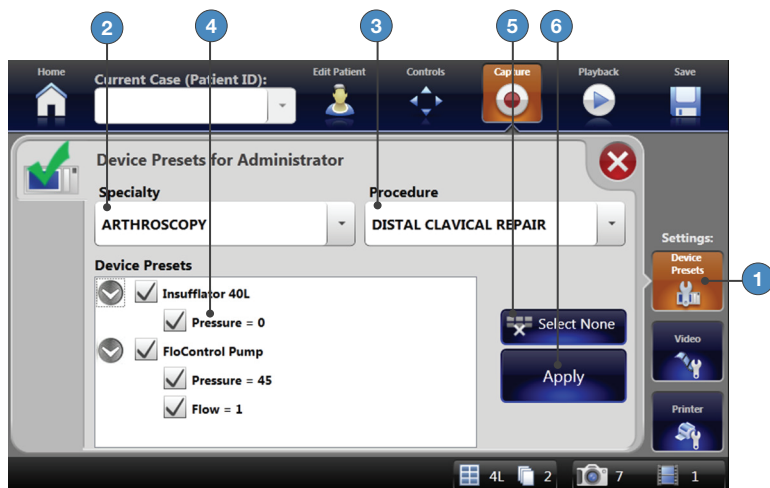 2 4 3 5 6
Home Edit Patient Controls Capture Playback Save
Current Case (Patient ID):
Device Presets for Administrator
Specialty Procedure
ARTHROSCOPY DISTAL CLAVICAL REPAIR
Settings:
Device
Presets
1
Device Presets
Insufflator 40L
Pressure = 0
FloControl Pump
Pressure = 45
Flow = 1
Select None
Apply
Video
Printer
4L 2 7 1